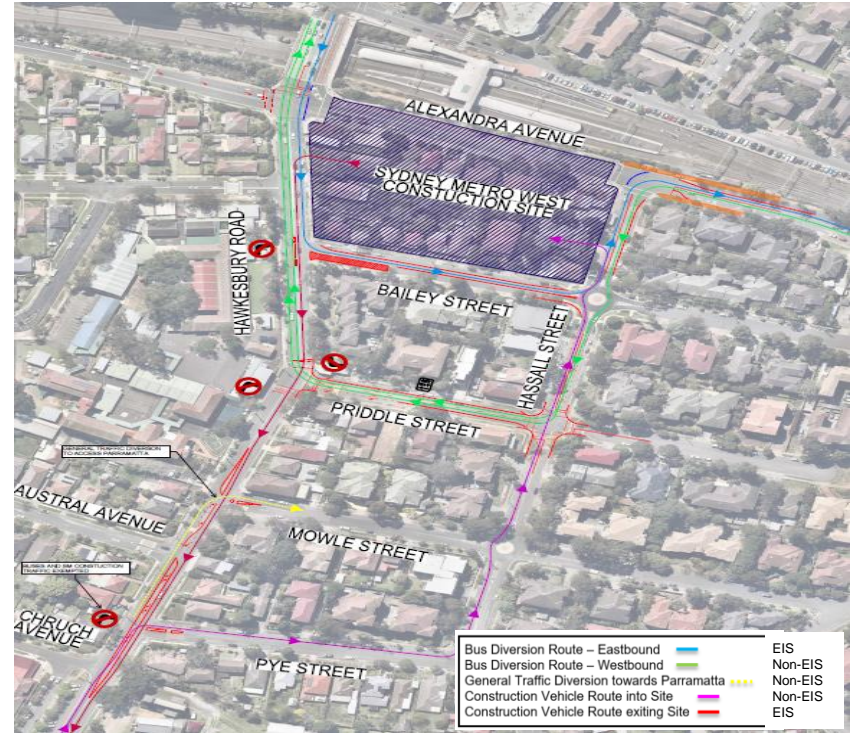 ALEXANDRA AVENUE
SYDNEY METRO WEST
CONSTUCTION SITE
HAWKESBURY ROAD
BAILEY STREET
HASSALL STREET
PRIDDLE STREET
GENERAL TRAFFIC DIVERSION
TO ACCESS PARRAMATTA
AUSTRAL AVENUE
MOWLE STREET
BUSES AND SM CONSTUCTION
TRAFFIC EXEMPTED
CHRUCH
AVENUE
PYE STREET
Bus Diversion Route – Eastbound EIS
Bus Diversion Route – Westbound Non-EIS
General Traffic Diversion towards Parramatta Non-EIS
Construction Vehicle Route into Site Non-EIS
Construction Vehicle Route exiting Site EIS